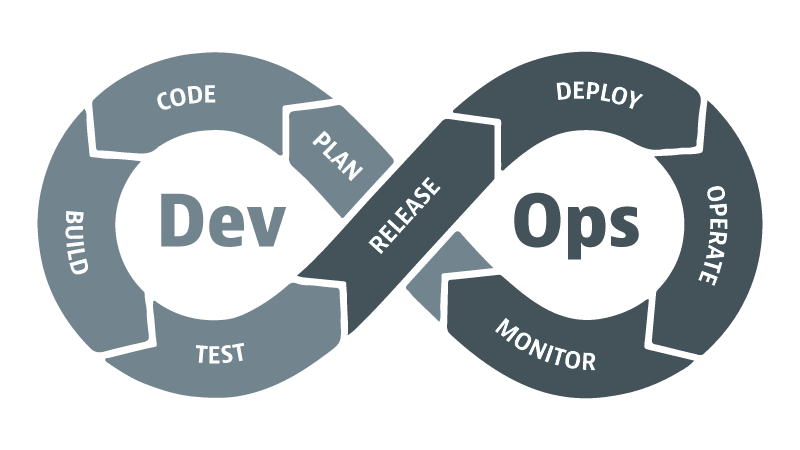 CODE
PLAN
BUILD
Dev
TEST
RELEASE
DEPLOY
OPERATE
Ops
MONITOR